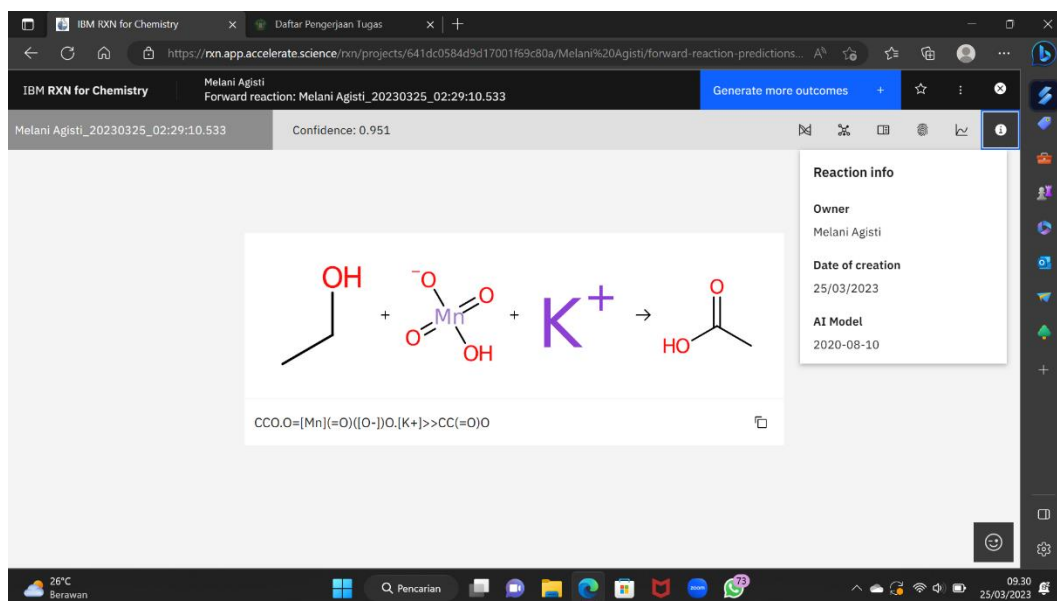 IBM RXN for Chemistry
Daftar Pengerjaan Tugas
https://rxn.app.accelerate.science/rxn/projects/641dc0584d9d17001f69c80a/Melani%20Agisti/forward-reaction-predictions...
IBM RXN for Chemistry
Melani Agisti
Forward reaction: Melani Agisti_20230325_02:29:10.533
Generate more outcomes +
Melani Agisti_20230325_02:29:10.533
Confidence: 0.951
Reaction info
Owner
Melani Agisti
Date of creation
25/03/2023
AI Model
2020-08-10
OH
+
⁻O
O
Mn
O
OH
+
K⁺
→
O
HO
CCO.O=[Mn](=O)([O-])O.[K+]>>CC(=O)O
26°C
Berawan
Q Pencarian
zoom
73
09.30
25/03/2023